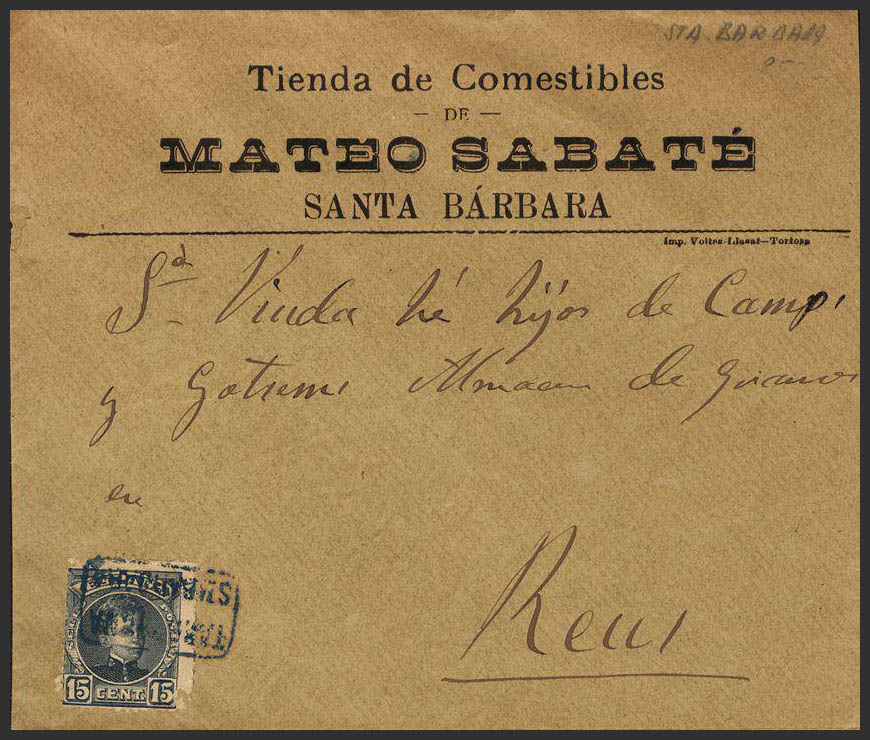 STA. BARBARA
Tienda de Comestibles
— DE —
MATEO SABATÉ
SANTA BÁRBARA
Imp. Voltes-Llasat—Tortosa
Sª Viuda hé hijos de Camps
y Gotsems Almacen de granos
en
Reus
15 CENT. 15